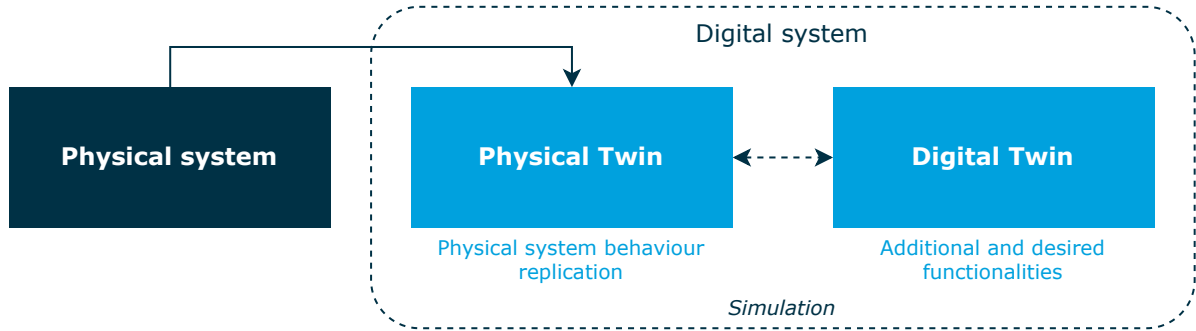 Digital system
Physical system
Physical Twin
Digital Twin
Physical system behaviour
replication
Additional and desired
functionalities
Simulation